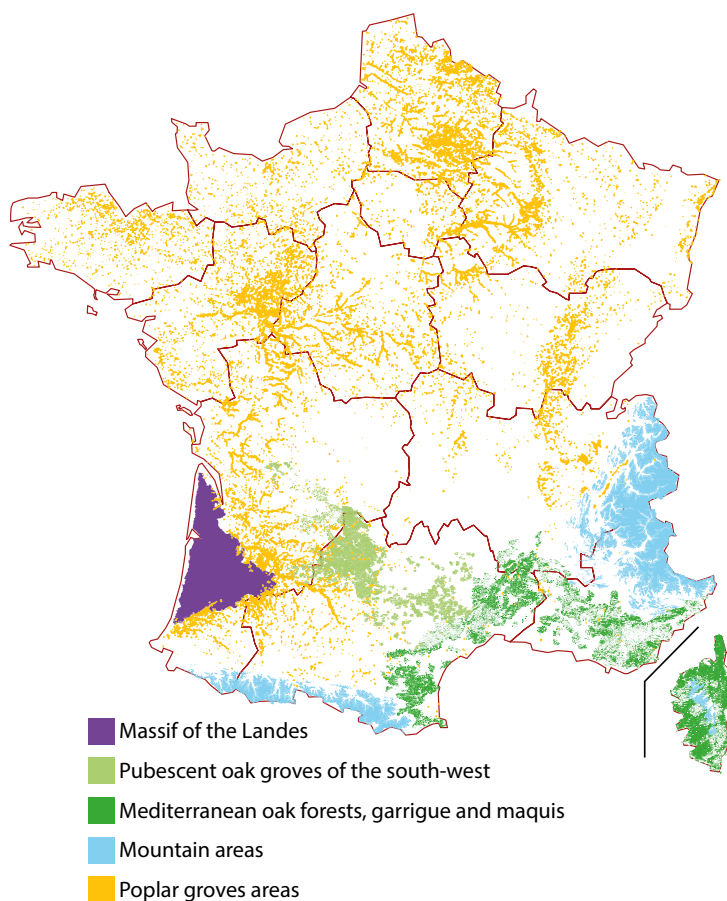 Massif of the Landes
Pubescent oak groves of the south-west
Mediterranean oak forests, garrigue and maquis
Mountain areas
Poplar groves areas